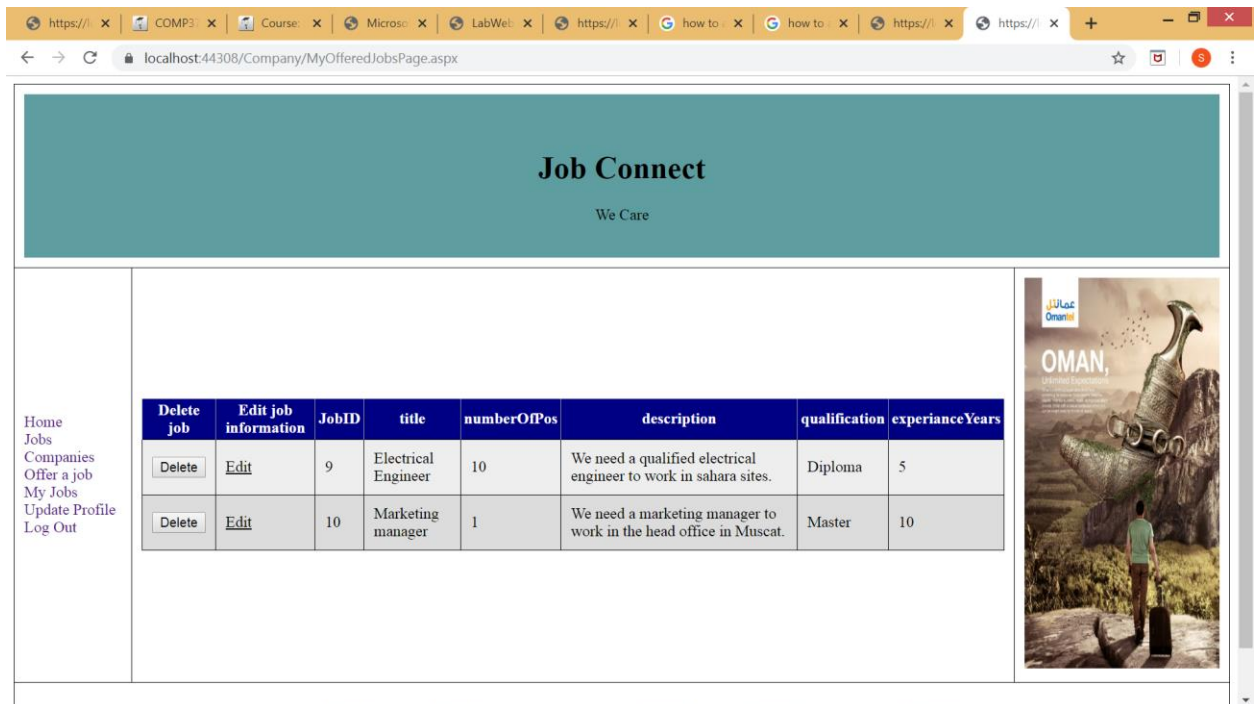 https://l
COMP3
Course:
Microso
LabWeb
https://l
how to
how to
https://l
https://l
localhost:44308/Company/MyOfferedJobsPage.aspx
S
Job Connect
We Care
Home
Jobs
Companies
Offer a job
My Jobs
Update Profile
Log Out
Delete job Edit job information JobID title numberOfPos description qualification experianceYears
Delete Edit 9 Electrical Engineer 10 We need a qualified electrical engineer to work in sahara sites. Diploma 5
Delete Edit 10 Marketing manager 1 We need a marketing manager to work in the head office in Muscat. Master 10
عمانتل
Omantel
OMAN,
Unlimited Expectations